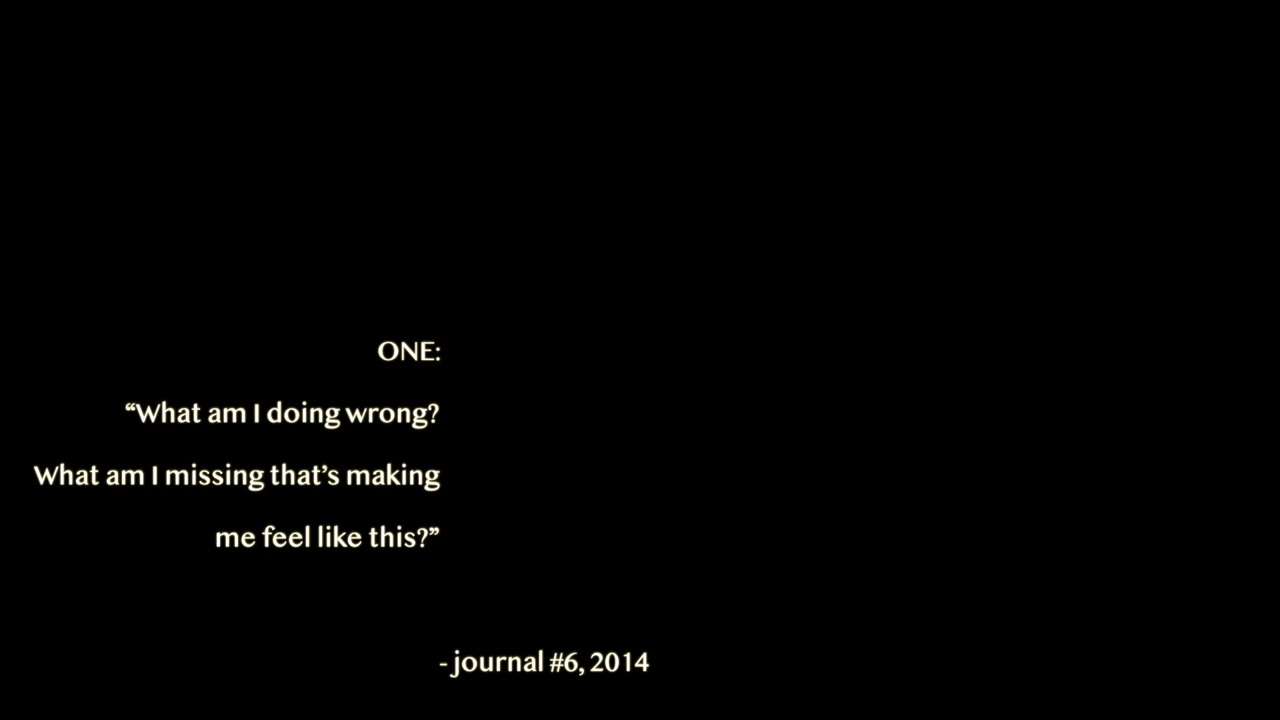 ONE:
“What am I doing wrong?
What am I missing that’s making
me feel like this?”
- journal #6, 2014